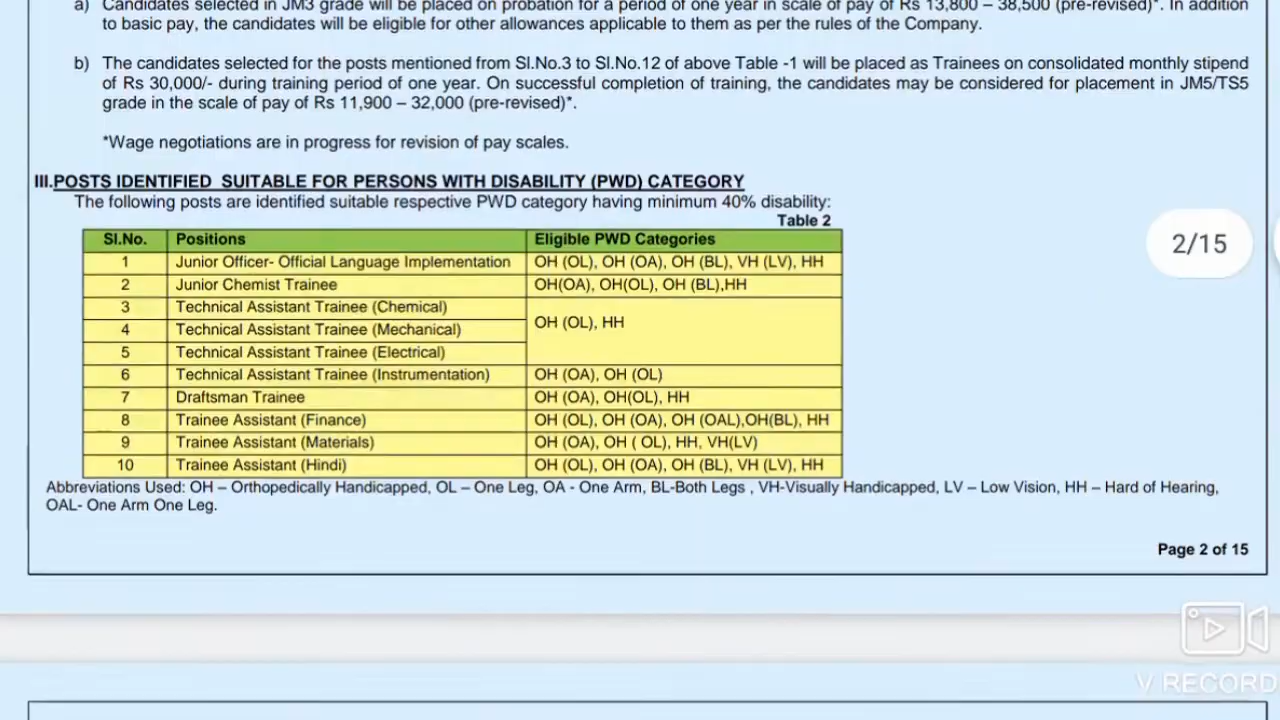 a) Candidates selected in JM3 grade will be placed on probation for a period of one year in scale of pay of Rs 13,800 – 38,500 (pre-revised)*. In addition
to basic pay, the candidates will be eligible for other allowances applicable to them as per the rules of the Company.
b) The candidates selected for the posts mentioned from Sl.No.3 to Sl.No.12 of above Table -1 will be placed as Trainees on consolidated monthly stipend
of Rs 30,000/- during training period of one year. On successful completion of training, the candidates may be considered for placement in JM5/TS5
grade in the scale of pay of Rs 11,900 – 32,000 (pre-revised)*.
*Wage negotiations are in progress for revision of pay scales.
III.POSTS IDENTIFIED SUITABLE FOR PERSONS WITH DISABILITY (PWD) CATEGORY
The following posts are identified suitable respective PWD category having minimum 40% disability:
Table 2
Sl.No. Positions Eligible PWD Categories
2/15
1 Junior Officer- Official Language Implementation OH (OL), OH (OA), OH (BL), VH (LV), HH
2 Junior Chemist Trainee OH(OA), OH(OL), OH (BL),HH
3 Technical Assistant Trainee (Chemical)
OH (OL), HH
4 Technical Assistant Trainee (Mechanical)
5 Technical Assistant Trainee (Electrical)
6 Technical Assistant Trainee (Instrumentation) OH (OA), OH (OL)
7 Draftsman Trainee OH (OA), OH(OL), HH
8 Trainee Assistant (Finance) OH (OL), OH (OA), OH (OAL),OH(BL), HH
9 Trainee Assistant (Materials) OH (OA), OH ( OL), HH, VH(LV)
10 Trainee Assistant (Hindi) OH (OL), OH (OA), OH (BL), VH (LV), HH
Abbreviations Used: OH – Orthopedically Handicapped, OL – One Leg, OA - One Arm, BL-Both Legs , VH-Visually Handicapped, LV – Low Vision, HH – Hard of Hearing,
OAL- One Arm One Leg.
Page 2 of 15
V RECORD